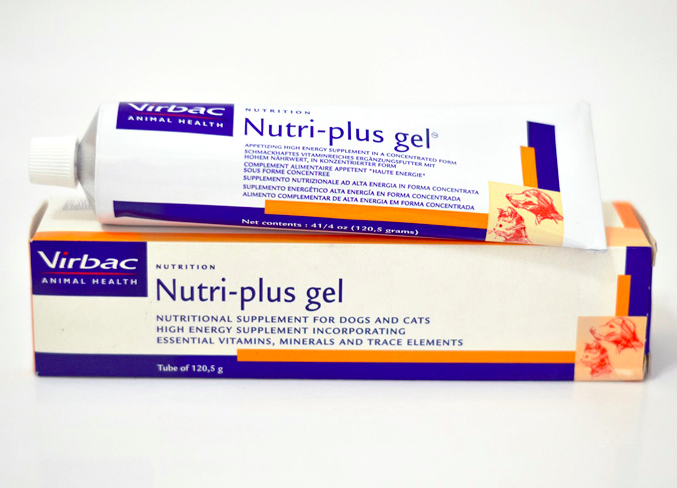 Virbac
ANIMAL HEALTH
NUTRITION
Nutri-plus gel
APPETIZING HIGH ENERGY SUPPLEMENT IN A CONCENTRATED FORM
SCHMACKHAFTES VITAMINREICHES ERGÄNZUNGSFUTTER MIT
HOHEM NÄHRWERT, IN KONZENTRIERTER FORM
COMPLEMENT ALIMENTAIRE APPETENT "HAUTE ENERGIE"
SOUS FORME CONCENTREE
SUPPLEMENTO NUTRIZIONALE AD ALTA ENERGIA IN FORMA CONCENTRATA
SUPLEMENTO ENERGÉTICO ALTA ENERGÍA EN FORMA CONCENTRADA
ALIMENTO COMPLEMENTAR DE ALTA ENERGIA EM FORMA CONCENTRADA
Net contents : 41/4 oz (120,5 grams)
Virbac
ANIMAL HEALTH
NUTRITION
Nutri-plus gel
NUTRITIONAL SUPPLEMENT FOR DOGS AND CATS
HIGH ENERGY SUPPLEMENT INCORPORATING
ESSENTIAL VITAMINS, MINERALS AND TRACE ELEMENTS
Tube of 120,5 g